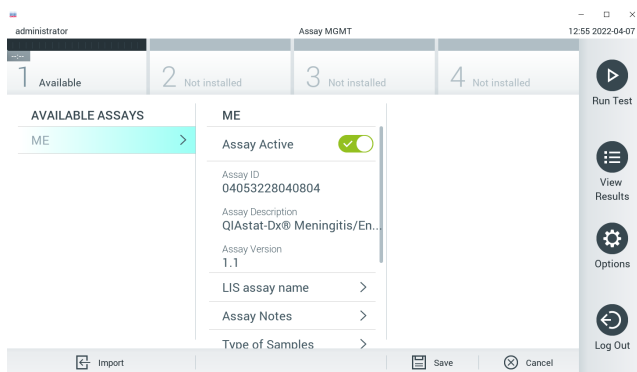 administrator
Assay MGMT
12:55 2022-04-07
--:--
1 Available
2 Not installed
3 Not installed
4 Not installed
Run Test
View
Results
Options
Log Out
AVAILABLE ASSAYS
ME
ME
Assay Active
Assay ID
04053228040804
Assay Description
QIAstat-Dx® Meningitis/En...
Assay Version
1.1
LIS assay name
Assay Notes
Type of Samples
Import
Save
Cancel